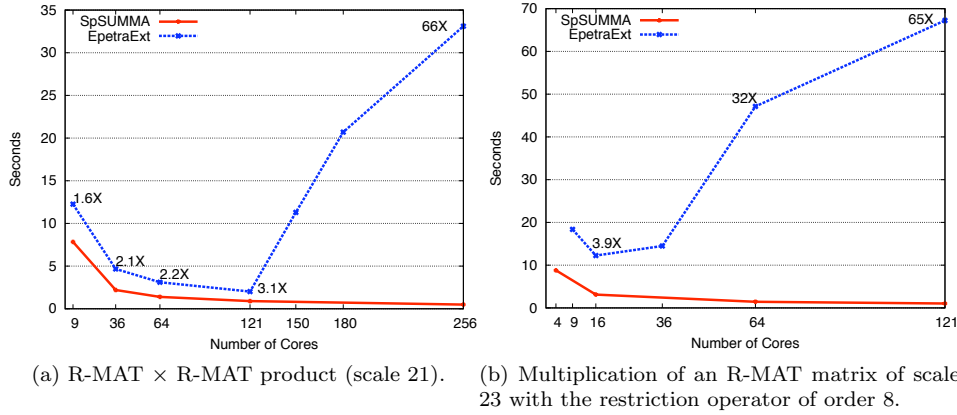 35
30
25
20
15
10
5
0
Seconds
SpSUMMA
EpetraExt
66X
1.6X
2.1X
2.2X
3.1X
9 36 64 121 150 180 256
Number of Cores
(a) R-MAT × R-MAT product (scale 21).
70
60
50
40
30
20
10
0
Seconds
SpSUMMA
EpetraExt
65X
32X
3.9X
4 9 16 36 64 121
Number of Cores
(b) Multiplication of an R-MAT matrix of scale
23 with the restriction operator of order 8.